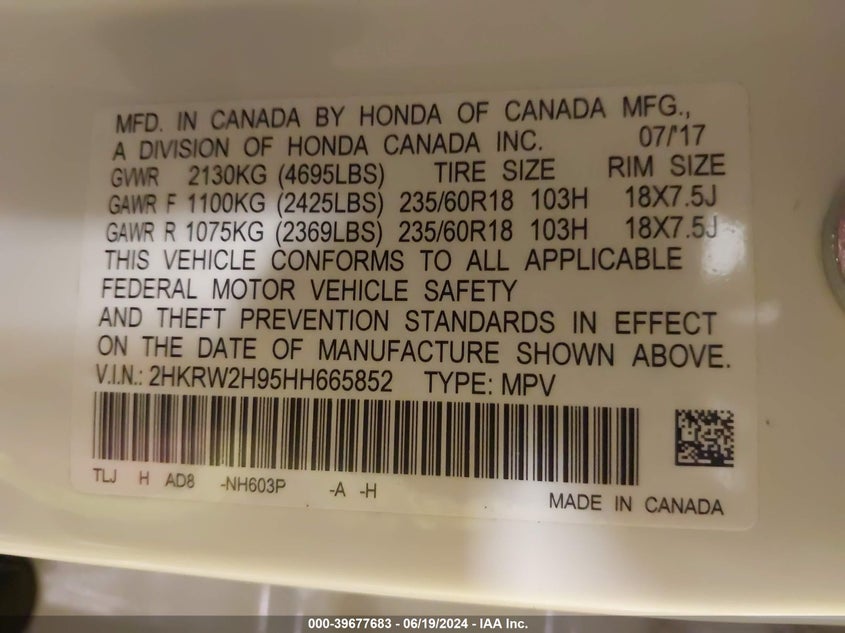 MFD. IN CANADA BY HONDA OF CANADA MFG.,
A DIVISION OF HONDA CANADA INC. 07/'17
GVWR 2130KG (4695LBS) TIRE SIZE RIM SIZE
GAWR F 1100KG (2425LBS) 235/60R18 103H 18X7.5J
GAWR R 1075KG (2369LBS) 235/60R18 103H 18X7.5J
THIS VEHICLE CONFORMS TO ALL APPLICABLE
FEDERAL MOTOR VEHICLE SAFETY
AND THEFT PREVENTION STANDARDS IN EFFECT
ON THE DATE OF MANUFACTURE SHOWN ABOVE.
V.I.N.: 2HKRW2H95HH665852 TYPE: MPV
TLJ H AD8 -NH603P -A -H
MADE IN CANADA
000-39677683 - 06/19/2024 - IAA Inc.